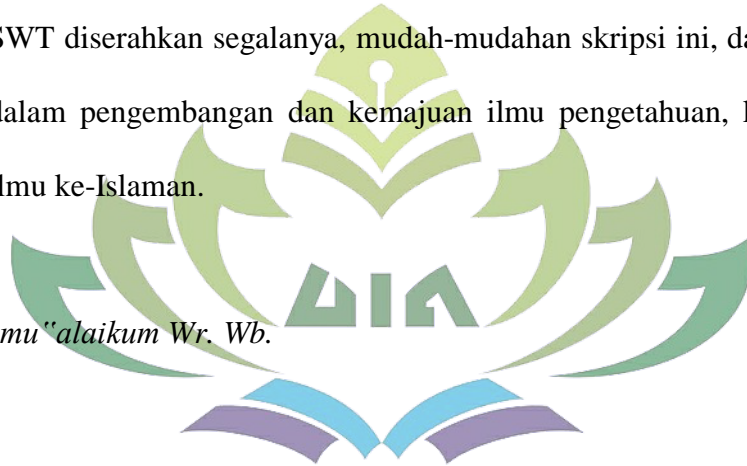 SWT diserahkan segalanya, mudah-mudahan skripsi ini, da
dalam pengembangan dan kemajuan ilmu pengetahuan,
lmu ke-Islaman.
UIN
mu‟alaikum Wr. Wb.